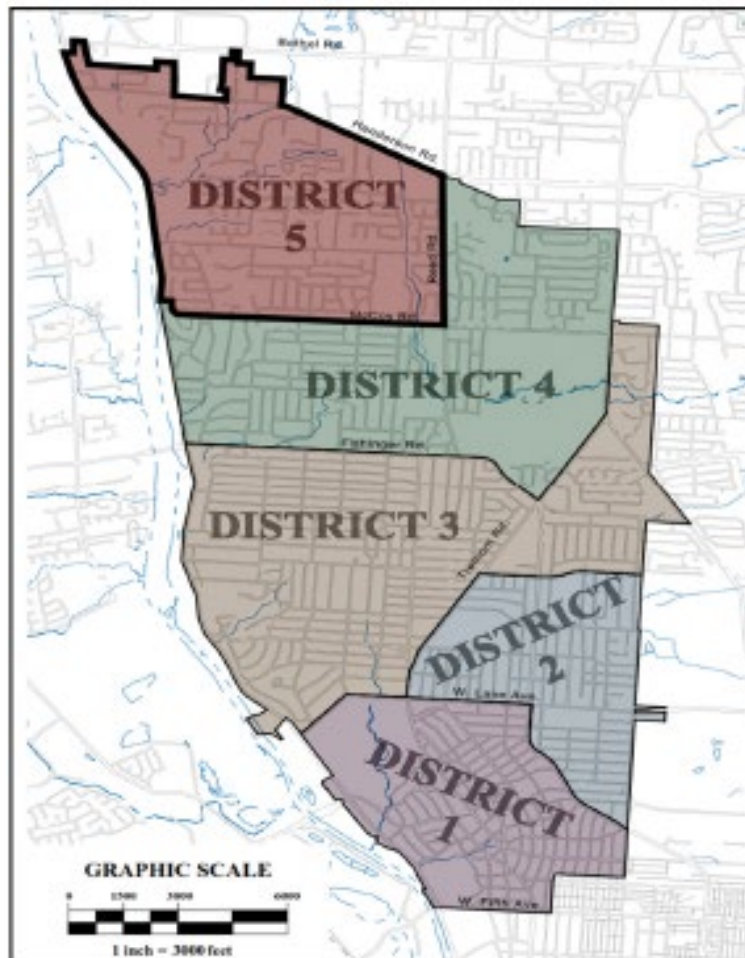 Bethel Rd.
Henderson Rd.
DISTRICT
5
Reed Rd.
McCoy Rd.
DISTRICT 4
Fishinger Rd.
DISTRICT 3
Tremont Rd.
DISTRICT
2
W. Lane Ave
DISTRICT
1
GRAPHIC SCALE
0 1500 3000 6000
W. Fifth Ave
1 inch = 3000 feet